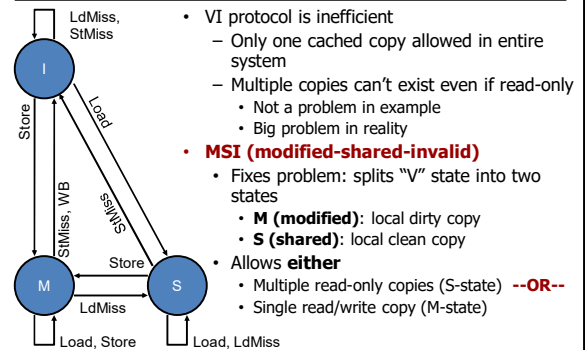 LdMiss,
StMiss
I
Store
Load
StMiss, WB
StMiss
M
Store
S
LdMiss
Load, Store
Load, LdMiss
• VI protocol is inefficient
– Only one cached copy allowed in entire
system
– Multiple copies can’t exist even if read-only
• Not a problem in example
• Big problem in reality
• MSI (modified-shared-invalid)
• Fixes problem: splits “V” state into two
states
• M (modified): local dirty copy
• S (shared): local clean copy
• Allows either
• Multiple read-only copies (S-state) --OR--
• Single read/write copy (M-state)